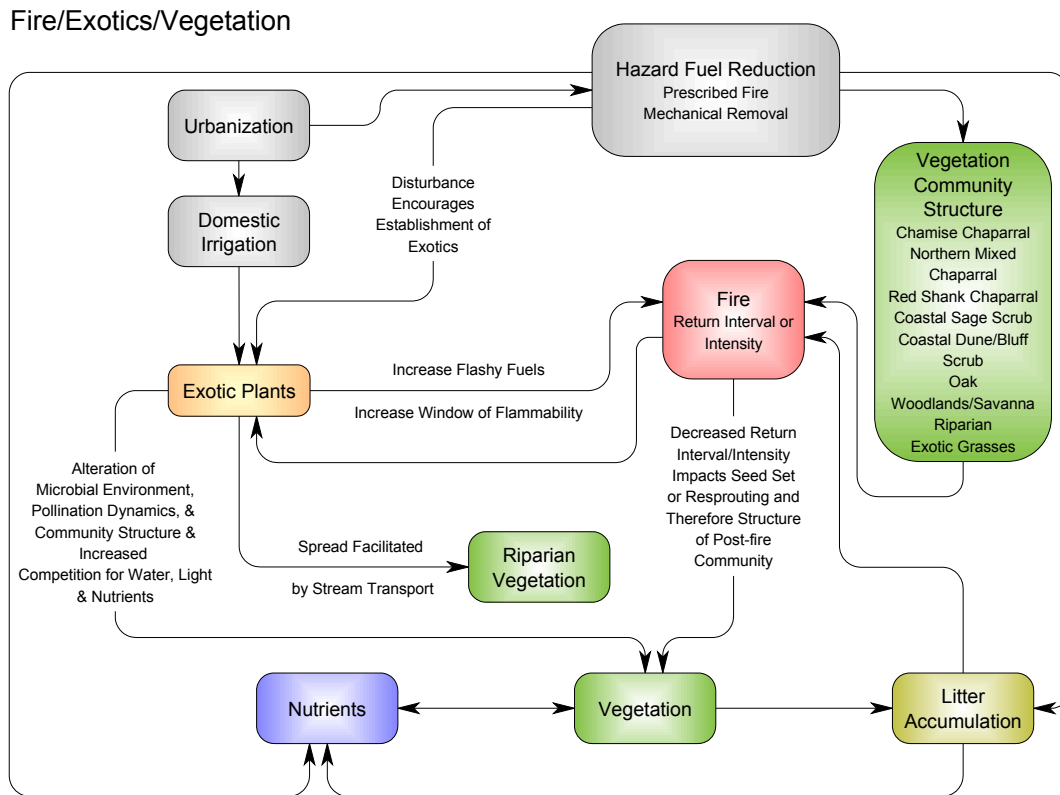 Fire/Exotics/Vegetation
Hazard Fuel Reduction
Prescribed Fire
Mechanical Removal
Urbanization
Domestic
Irrigation
Disturbance
Encourages
Establishment of
Exotics
Vegetation
Community
Structure
Chamise Chaparral
Northern Mixed
Chaparral
Red Shank Chaparral
Coastal Sage Scrub
Coastal Dune/Bluff
Scrub
Oak
Woodlands/Savanna
Riparian
Exotic Grasses
Fire
Return Interval or
Intensity
Exotic Plants
Increase Flashy Fuels
Increase Window of Flammability
Decreased Return
Interval/Intensity
Impacts Seed Set
or Resprouting and
Therefore Structure
of Post-fire
Community
Alteration of
Microbial Environment,
Pollination Dynamics, &
Community Structure &
Increased
Competition for Water, Light
& Nutrients
Spread Facilitated
by Stream Transport
Riparian
Vegetation
Nutrients
Vegetation
Litter
Accumulation